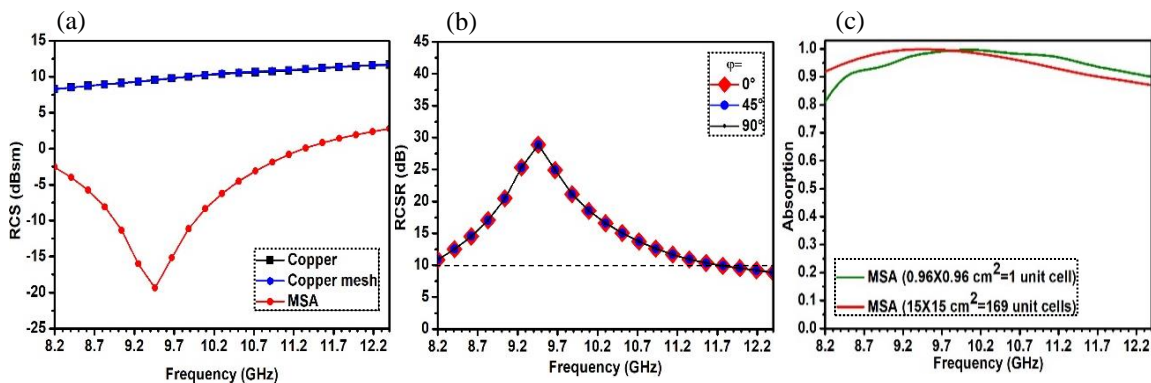 (a)
15
10
5
0
-5
-10
-15
-20
-25
RCS (dBsm)
Copper
Copper mesh
MSA
8.2 8.7 9.2 9.7 10.2 10.7 11.2 11.7 12.2
Frequency (GHz)
(b)
45
40
35
30
25
20
15
10
5
0
RCSR (dB)
φ=
0°
45°
90°
8.2 8.7 9.2 9.7 10.2 10.7 11.2 11.7 12.2
Frequency (GHz)
(c)
1.0
0.9
0.8
0.7
0.6
0.5
0.4
0.3
0.2
0.1
0.0
Absorption
MSA (0.96X0.96 cm²=1 unit cell)
MSA (15X15 cm²=169 unit cells)
8.2 8.7 9.2 9.7 10.2 10.7 11.2 11.7 12.2
Frequency (GHz)